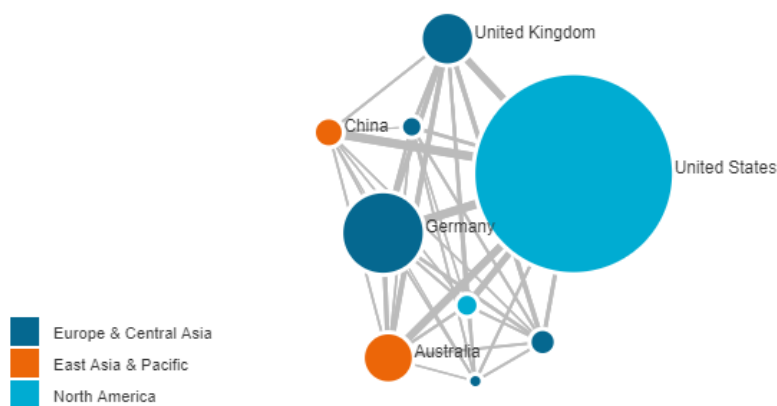 United Kingdom
China
United States
Germany
Australia
Europe & Central Asia
East Asia & Pacific
North America